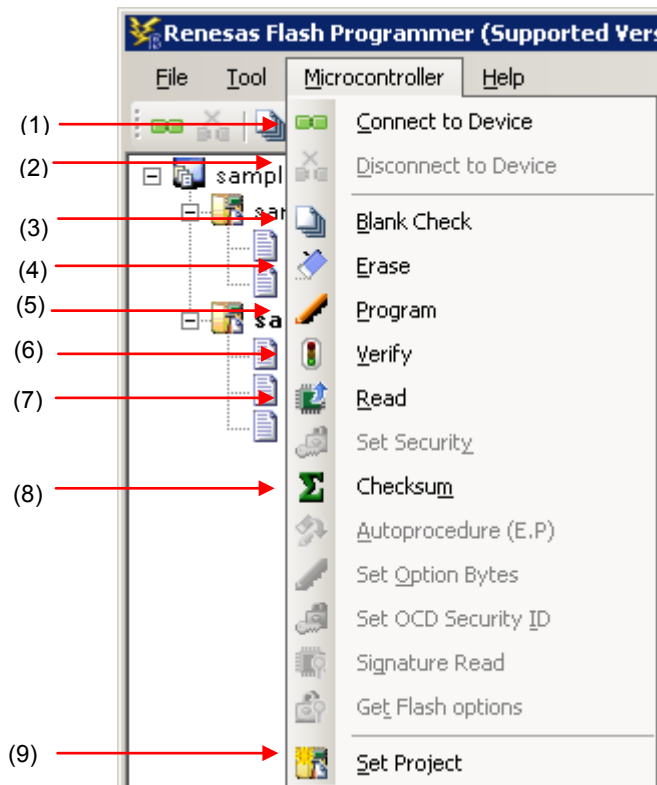 Renesas Flash Programmer (Supported Vers
File Tool Microcontroller Help
(1) Connect to Device
(2) Disconnect to Device
sampl
(3) sar Blank Check
(4) Erase
(5) sa Program
(6) Verify
(7) Read
Set Security
(8) Checksum
Autoprocedure (E.P)
Set Option Bytes
Set OCD Security ID
Signature Read
Get Flash options
(9) Set Project